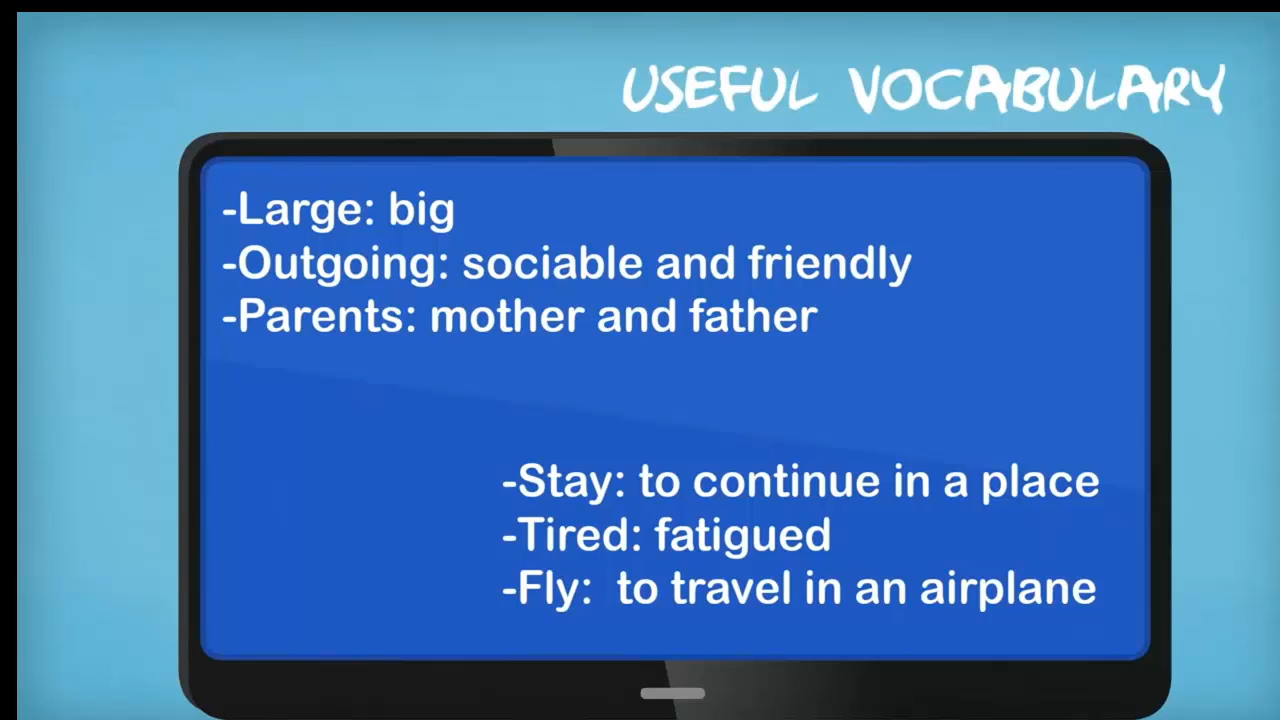 USEFUL VOCABULARY
-Large: big
-Outgoing: sociable and friendly
-Parents: mother and father
-Stay: to continue in a place
-Tired: fatigued
-Fly:  to travel in an airplane